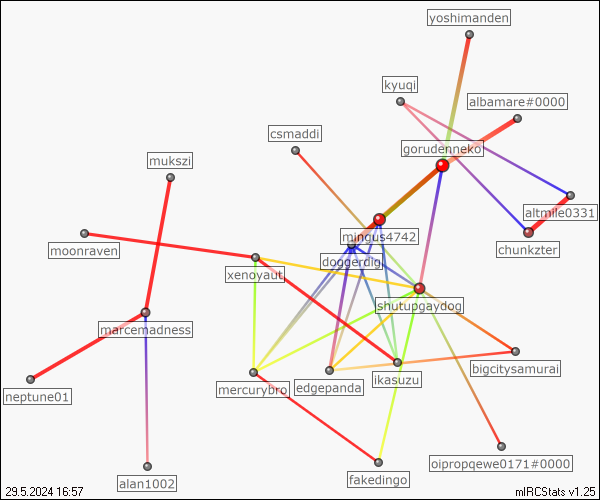 yoshimanden
kyuqi
albamare#0000
csmaddi
gorudenneko
mukszi
altmile0331
mingus4742
moonraven
chunkzter
doggerdigi
xenoyaut
shutupgaydog
marcemadness
bigcitysamurai
ikasuzu
edgepanda
mercurybro
neptune01
oipropqewe0171#0000
fakedingo
alan1002
29.5.2024 16:57
mIRCStats v1.25